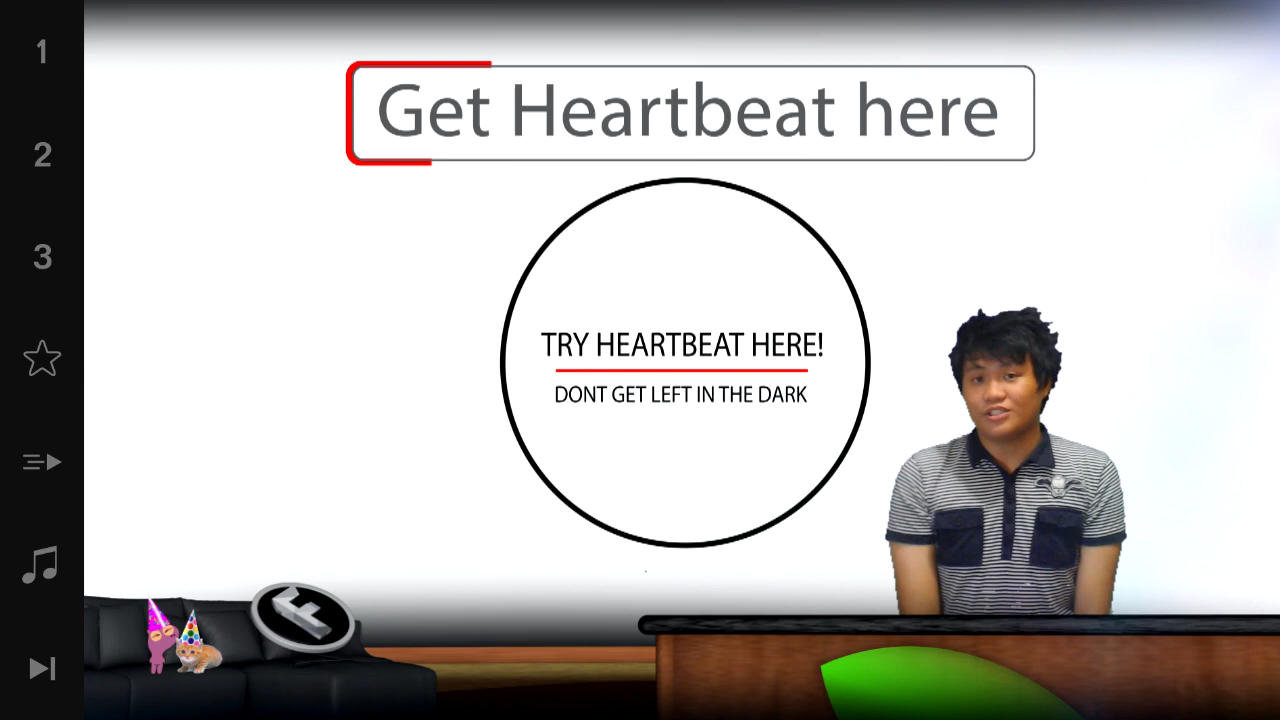 1
2
3
Get Heartbeat here
TRY HEARTBEAT HERE!
DONT GET LEFT IN THE DARK
F